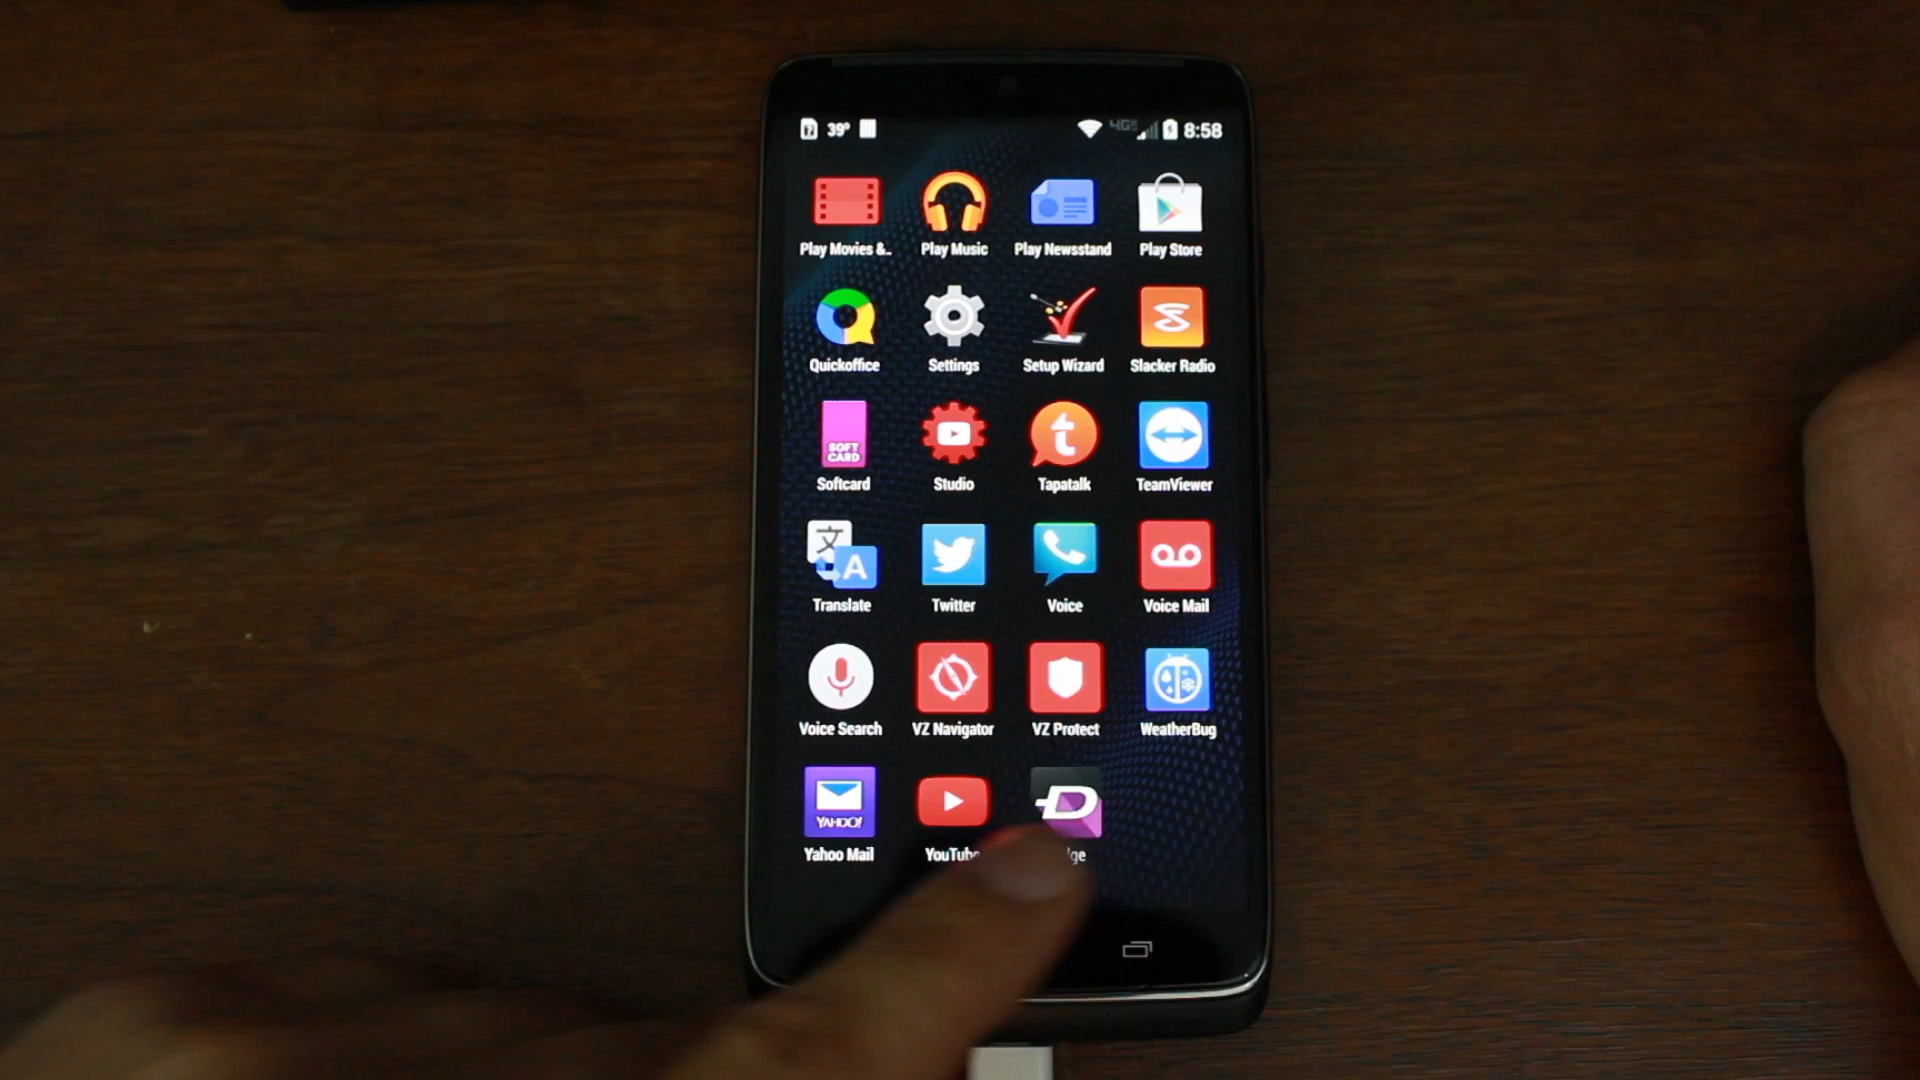 39° 4G 8:58
Play Movies &.. Play Music Play Newsstand Play Store
Quickoffice Settings Setup Wizard Slacker Radio
SOFT
CARD
Softcard Studio Tapatalk TeamViewer
文 A
Translate Twitter Voice Voice Mail
Voice Search VZ Navigator VZ Protect WeatherBug
YAHOO!
Yahoo Mail YouTube